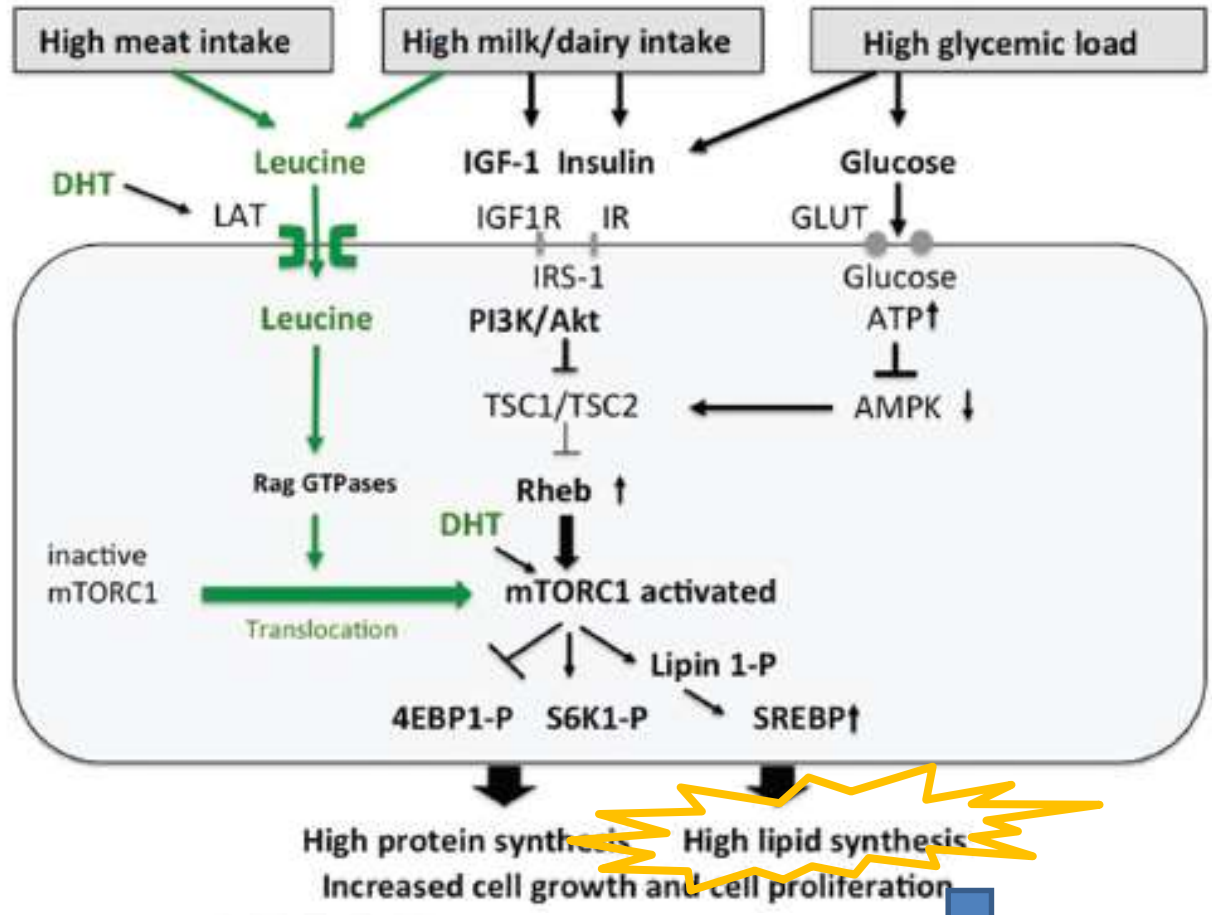 High meat intake
High milk/dairy intake
High glycemic load
Leucine
IGF-1 Insulin
Glucose
DHT
LAT
IGF1R IR
GLUT
IRS-1
Glucose
Leucine
PI3K/Akt
ATP↑
TSC1/TSC2
AMPK ↓
Rag GTPases
Rheb ↑
DHT
inactive
mTORC1
mTORC1 activated
Translocation
Lipin 1-P
4EBP1-P S6K1-P SREBP↑
High protein synthesis High lipid synthesis
Increased cell growth and cell proliferation